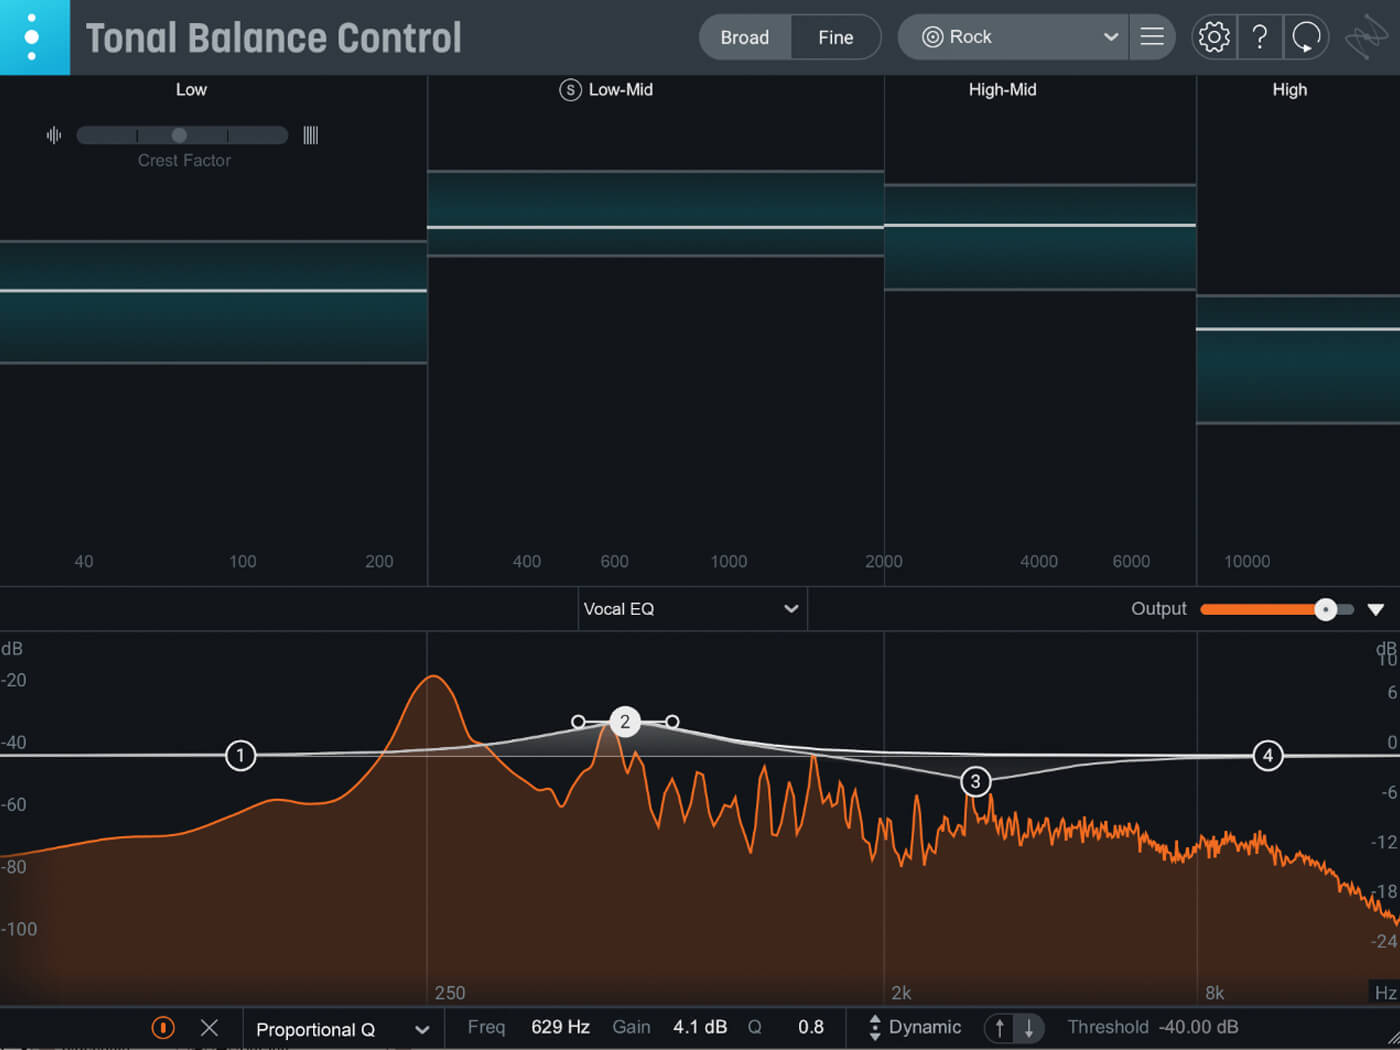 Tonal Balance Control
Broad Fine
Rock
?
Low
S Low-Mid
High-Mid
High
Crest Factor
40 100 200 400 600 1000 2000 4000 6000 10000
Vocal EQ
Output
dB
-20
-40
-60
-80
-100
dB
10
6
0
-6
-12
-18
-24
1
2
3
4
250 2k 8k Hz
Proportional Q
Freq 629 Hz Gain 4.1 dB Q 0.8
Dynamic
Threshold -40.00 dB